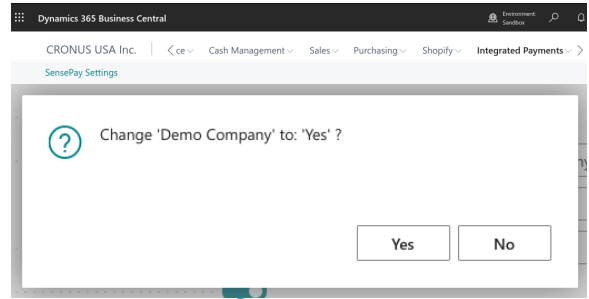 Dynamics 365 Business Central
Environment:
Sandbox
CRONUS USA Inc.
ce
Cash Management
Sales
Purchasing
Shopify
Integrated Payments
SensePay Settings
Change 'Demo Company' to: 'Yes' ?
Yes
No